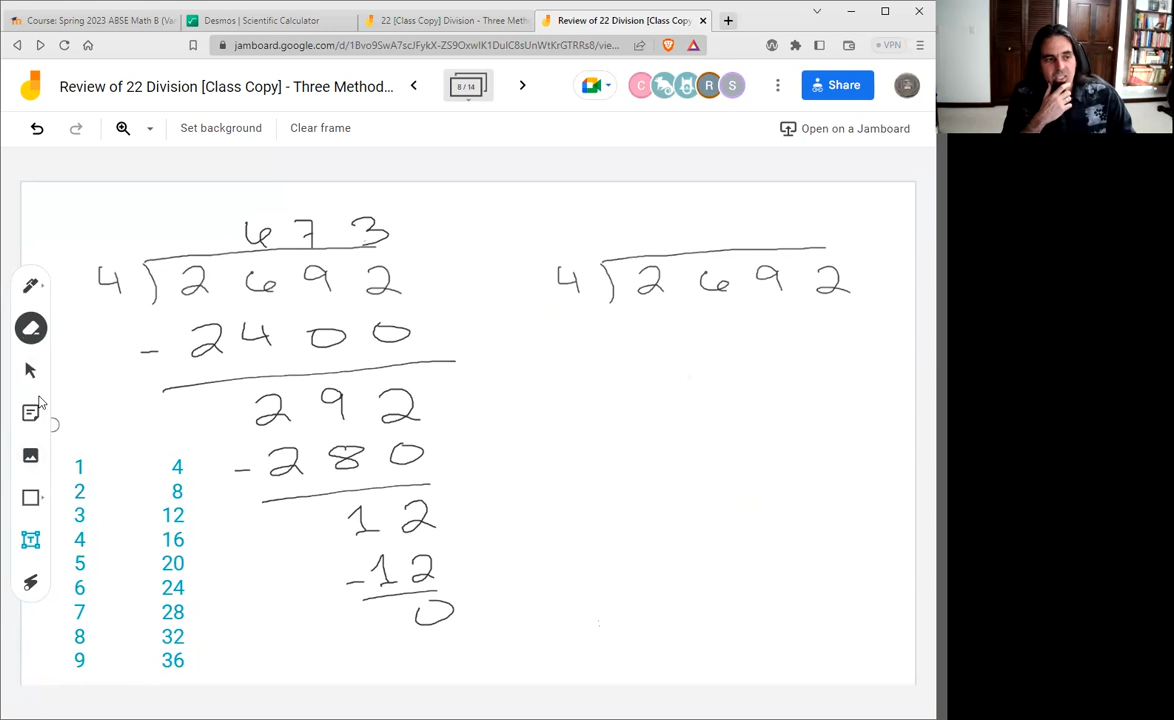 Course: Spring 2023 ABSE Math B (Van
Desmos | Scientific Calculator
22 [Class Copy] Division - Three Meth
Review of 22 Division [Class Copy
jamboard.google.com/d/1Bvo9SwA7scJFykX-ZS9OxwIK1DulC8sUnWtKrGTRRs8/vie...
VPN
Review of 22 Division [Class Copy] - Three Method...
8 / 14
C
R
S
Share
Set background
Clear frame
Open on a Jamboard
6 7 3
4 ) 2 6 9 2
- 2 4 0 0
2 9 2
- 2 8 0
1 2
- 1 2
0
4 ) 2 6 9 2
1 4
2 8
3 12
4 16
5 20
6 24
7 28
8 32
9 36